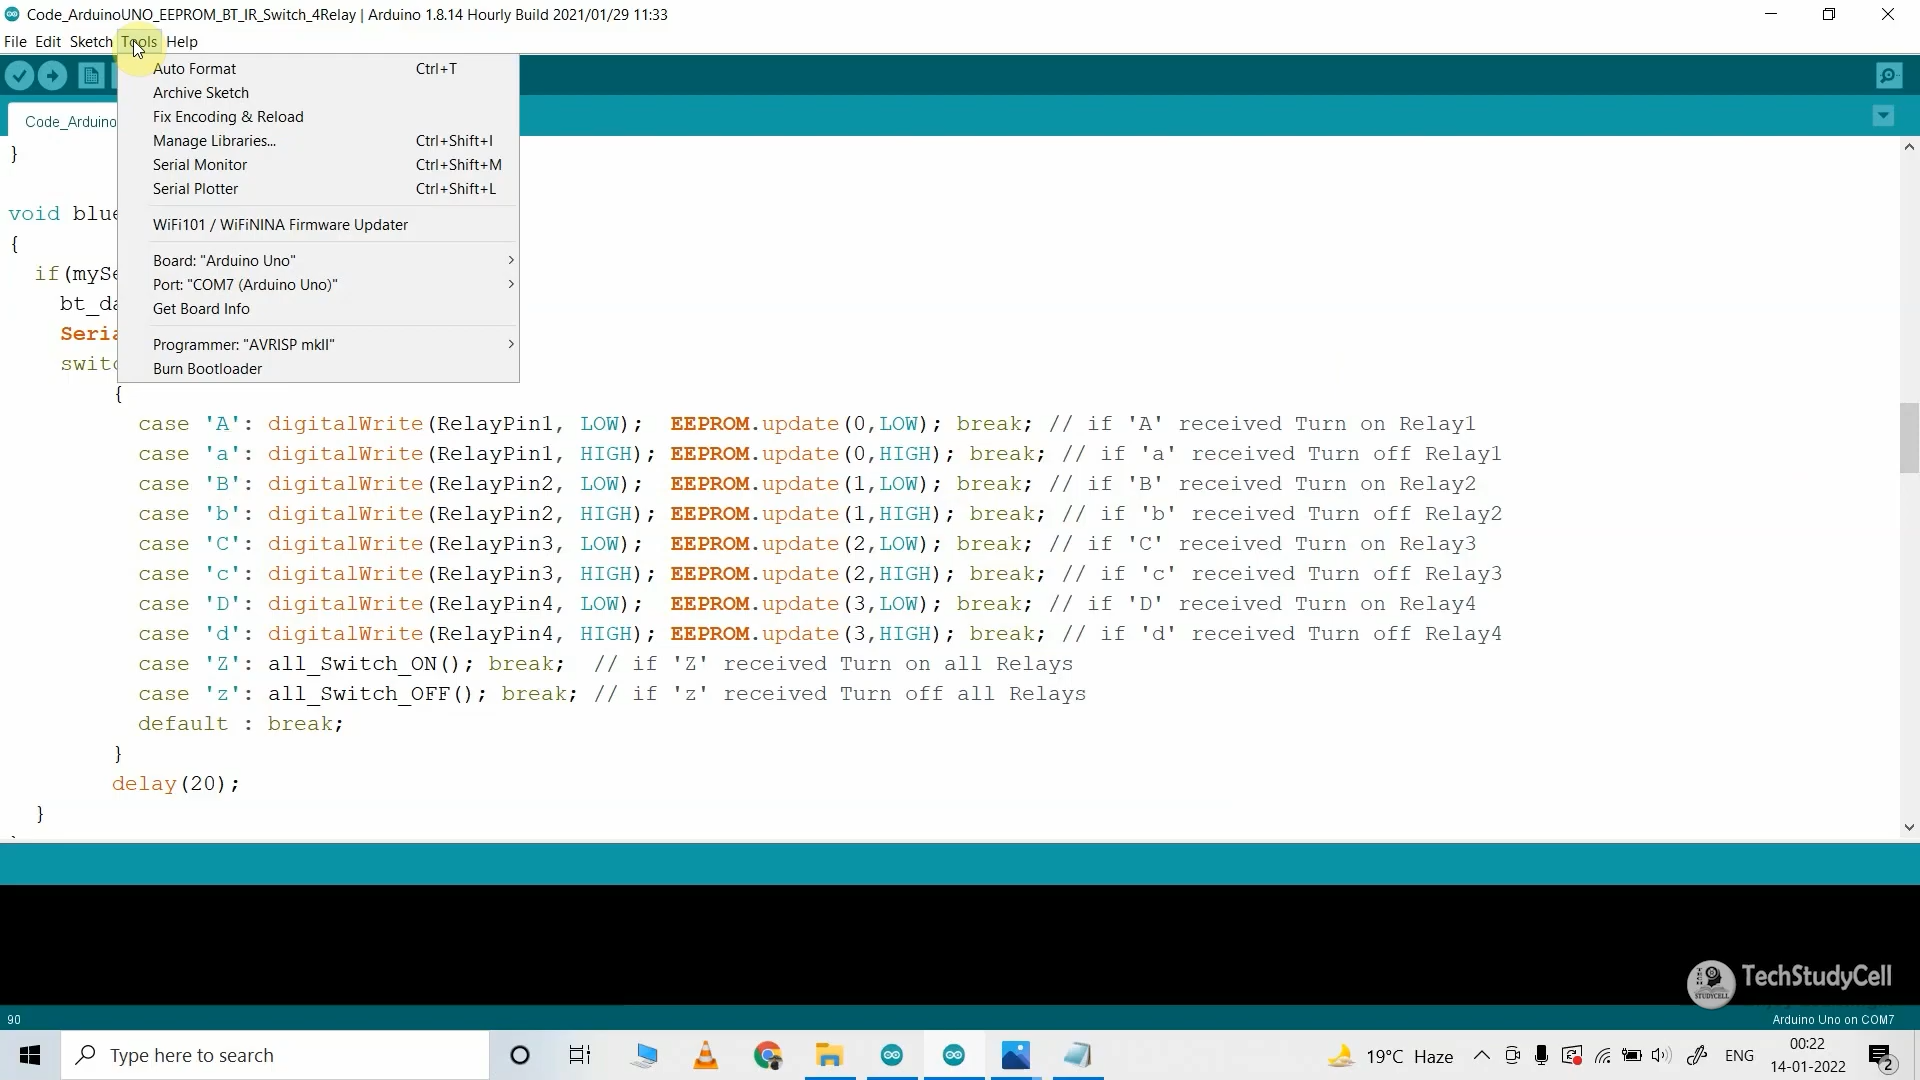 Code_ArduinoUNO_EEPROM_BT_IR_Switch_4Relay | Arduino 1.8.14 Hourly Build 2021/01/29 11:33
File Edit Sketch Tools Help
Auto Format Ctrl+T
Archive Sketch
Fix Encoding & Reload
Manage Libraries... Ctrl+Shift+I
Serial Monitor Ctrl+Shift+M
Serial Plotter Ctrl+Shift+L
WiFi101 / WiFiNINA Firmware Updater
Board: "Arduino Uno"
Port: "COM7 (Arduino Uno)"
Get Board Info
Programmer: "AVRISP mkII"
Burn Bootloader
Code_Arduino
}
void blue
{
if(mySe
bt_da
Seria
switc
{
case 'A': digitalWrite(RelayPin1, LOW); EEPROM.update(0,LOW); break; // if 'A' received Turn on Relay1
case 'a': digitalWrite(RelayPin1, HIGH); EEPROM.update(0,HIGH); break; // if 'a' received Turn off Relay1
case 'B': digitalWrite(RelayPin2, LOW); EEPROM.update(1,LOW); break; // if 'B' received Turn on Relay2
case 'b': digitalWrite(RelayPin2, HIGH); EEPROM.update(1,HIGH); break; // if 'b' received Turn off Relay2
case 'C': digitalWrite(RelayPin3, LOW); EEPROM.update(2,LOW); break; // if 'C' received Turn on Relay3
case 'c': digitalWrite(RelayPin3, HIGH); EEPROM.update(2,HIGH); break; // if 'c' received Turn off Relay3
case 'D': digitalWrite(RelayPin4, LOW); EEPROM.update(3,LOW); break; // if 'D' received Turn on Relay4
case 'd': digitalWrite(RelayPin4, HIGH); EEPROM.update(3,HIGH); break; // if 'd' received Turn off Relay4
case 'Z': all_Switch_ON(); break; // if 'Z' received Turn on all Relays
case 'z': all_Switch_OFF(); break; // if 'z' received Turn off all Relays
default : break;
}
delay(20);
}
TechStudyCell
STUDYCELL
90
Arduino Uno on COM7
Type here to search
19°C Haze
ENG
00:22
14-01-2022
2